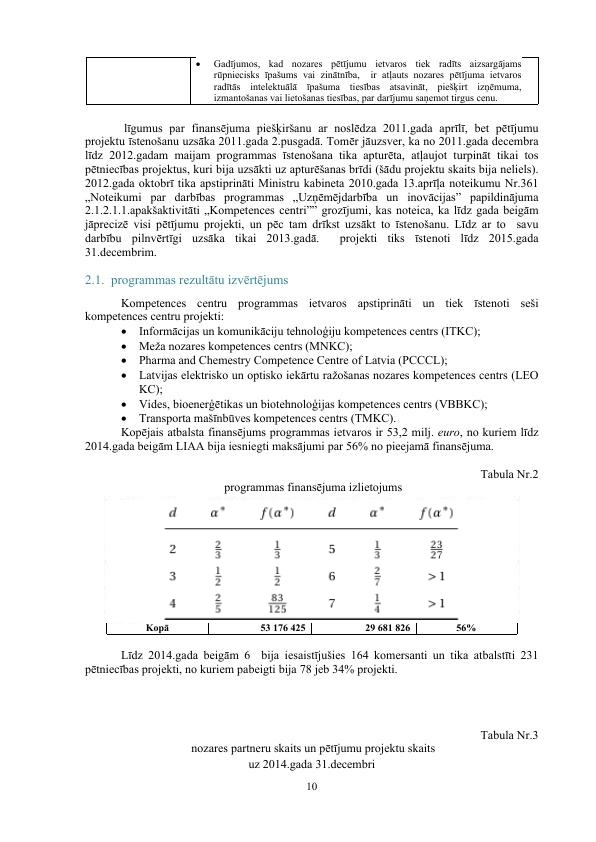 • Gadījumos, kad nozares pētījumu ietvaros tiek radīts aizsargājams
rūpniecisks īpašums vai zinātnība, ir atļauts nozares pētījuma ietvaros
radītās intelektuālā īpašuma tiesības atsavināt, piešķirt izņēmuma,
izmantošanas vai lietošanas tiesības, par darījumu saņemot tirgus cenu.
līgumus par finansējuma piešķiršanu ar noslēdza 2011.gada aprīlī, bet pētījumu
projektu īstenošanu uzsāka 2011.gada 2.pusgadā. Tomēr jāuzsver, ka no 2011.gada decembra
līdz 2012.gadam maijam programmas īstenošana tika apturēta, atļaujot turpināt tikai tos
pētniecības projektus, kuri bija uzsākti uz apturēšanas brīdi (šādu projektu skaits bija neliels).
2012.gada oktobrī tika apstiprināti Ministru kabineta 2010.gada 13.aprīļa noteikumu Nr.361
„Noteikumi par darbības programmas „Uzņēmējdarbība un inovācijas” papildinājuma
2.1.2.1.1.apakšaktivitāti „Kompetences centri”” grozījumi, kas noteica, ka līdz gada beigām
jāprecizē visi pētījumu projekti, un pēc tam drīkst uzsākt to īstenošanu. Līdz ar to savu
darbību pilnvērtīgi uzsāka tikai 2013.gadā. projekti tiks īstenoti līdz 2015.gada
31.decembrim.
2.1. programmas rezultātu izvērtējums
Kompetences centru programmas ietvaros apstiprināti un tiek īstenoti seši
kompetences centru projekti:
• Informācijas un komunikāciju tehnoloģiju kompetences centrs (ITKC);
• Meža nozares kompetences centrs (MNKC);
• Pharma and Chemestry Competence Centre of Latvia (PCCCL);
• Latvijas elektrisko un optisko iekārtu ražošanas nozares kompetences centrs (LEO
KC);
• Vides, bioenerģētikas un biotehnoloģijas kompetences centrs (VBBKC);
• Transporta mašīnbūves kompetences centrs (TMKC).
Kopējais atbalsta finansējums programmas ietvaros ir 53,2 milj. euro, no kuriem līdz
2014.gada beigām LIAA bija iesniegti maksājumi par 56% no pieejamā finansējuma.
Tabula Nr.2
programmas finansējuma izlietojums
d α* f(α*) d α* f(α*)
2 2/3 1/3 5 1/3 23/27
3 1/2 1/2 6 2/7 > 1
4 2/5 83/125 7 1/4 > 1
Kopā 53 176 425 29 681 826 56%
Līdz 2014.gada beigām 6 bija iesaistījušies 164 komersanti un tika atbalstīti 231
pētniecības projekti, no kuriem pabeigti bija 78 jeb 34% projekti.
Tabula Nr.3
nozares partneru skaits un pētījumu projektu skaits
uz 2014.gada 31.decembri
10